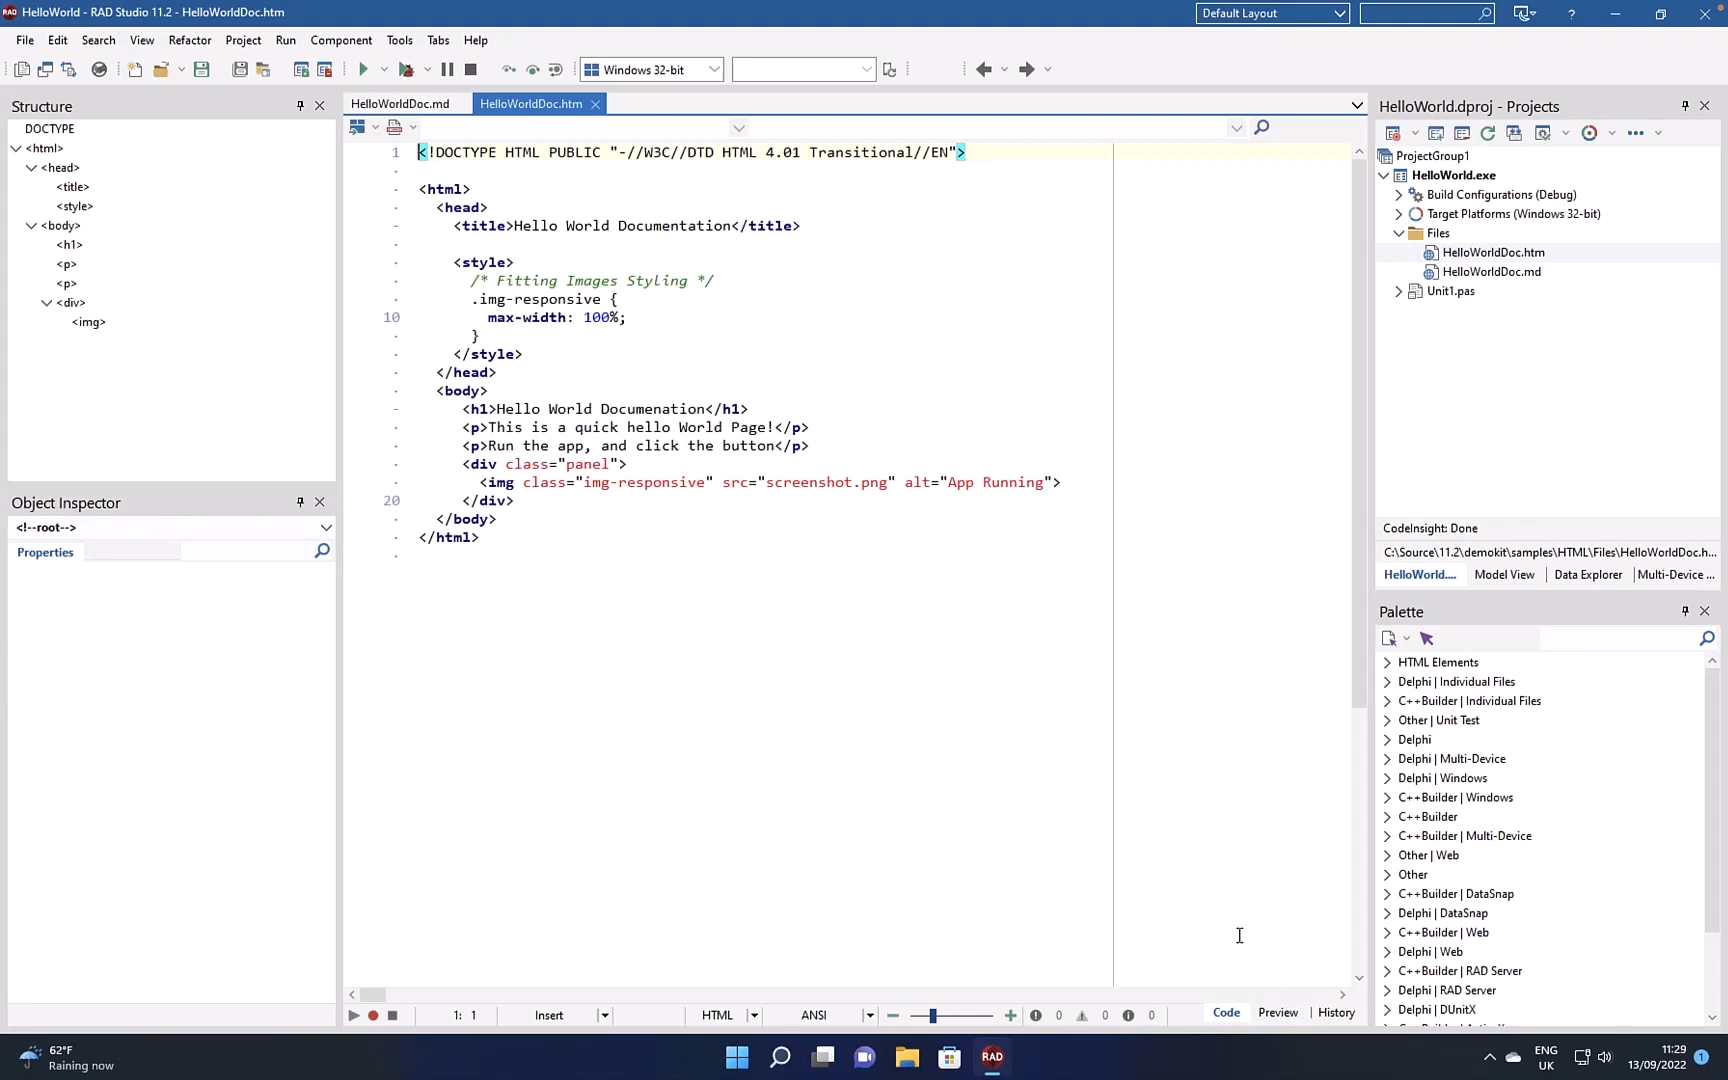 HelloWorld - RAD Studio 11.2 - HelloWorldDoc.htm
Default Layout
File Edit Search View Refactor Project Run Component Tools Tabs Help
Windows 32-bit
Structure
DOCTYPE
<html>
<head>
<title>
<style>
<body>
<h1>
<p>
<p>
<div>
<img>
Object Inspector
<!--root-->
Properties
HelloWorldDoc.md HelloWorldDoc.htm
1 <!DOCTYPE HTML PUBLIC "-//W3C//DTD HTML 4.01 Transitional//EN">
<html>
<head>
<title>Hello World Documentation</title>
<style>
/* Fitting Images Styling */
.img-responsive {
10 max-width: 100%;
}
</style>
</head>
<body>
<h1>Hello World Documenation</h1>
<p>This is a quick hello World Page!</p>
<p>Run the app, and click the button</p>
<div class="panel">
<img class="img-responsive" src="screenshot.png" alt="App Running">
20 </div>
</body>
</html>
1: 1 Insert HTML ANSI 0 0 0 Code Preview History
HelloWorld.dproj - Projects
ProjectGroup1
HelloWorld.exe
Build Configurations (Debug)
Target Platforms (Windows 32-bit)
Files
HelloWorldDoc.htm
HelloWorldDoc.md
Unit1.pas
CodeInsight: Done
C:\Source\11.2\demokit\samples\HTML\Files\HelloWorldDoc.h...
HelloWorld.... Model View Data Explorer Multi-Device ...
Palette
HTML Elements
Delphi | Individual Files
C++Builder | Individual Files
Other | Unit Test
Delphi
Delphi | Multi-Device
Delphi | Windows
C++Builder | Windows
C++Builder
C++Builder | Multi-Device
Other | Web
Other
C++Builder | DataSnap
Delphi | DataSnap
C++Builder | Web
Delphi | Web
C++Builder | RAD Server
Delphi | RAD Server
Delphi | DUnitX
62°F
Raining now
RAD
ENG
UK
11:29
13/09/2022
1